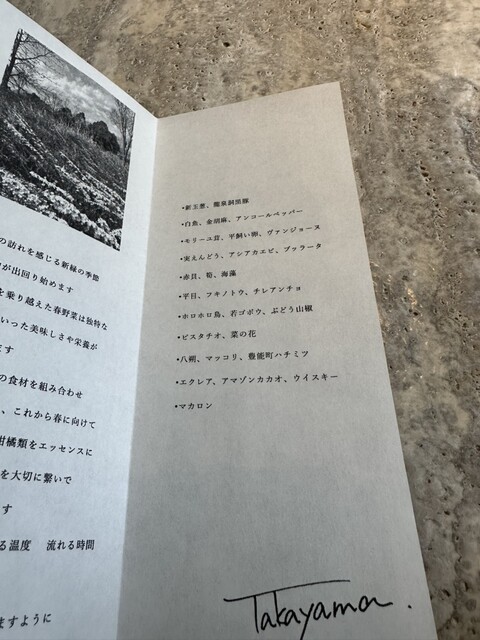 の訪れを感じる新緑の季節
が出回り始めます
を乗り越えた春野菜は独特な
いった美味しさや栄養が
ます
の食材を組み合わせ
、これから春に向けて
柑橘類をエッセンスに
を大切に繋いで
ます
る温度 流れる時間
ますように
・新玉葱、龍泉洞黒豚
・白魚、金胡麻、アンコールペッパー
・モリーユ茸、平飼い卵、ヴァンジョーヌ
・実えんどう、アシアカエビ、ブッラータ
・赤貝、筍、海藻
・平目、フキノトウ、チレアンチョ
・ホロホロ鳥、若ゴボウ、ぶどう山椒
・ピスタチオ、菜の花
・八朔、マッコリ、豊能町ハチミツ
・エクレア、アマゾンカカオ、ウイスキー
・マカロン
Takayama.